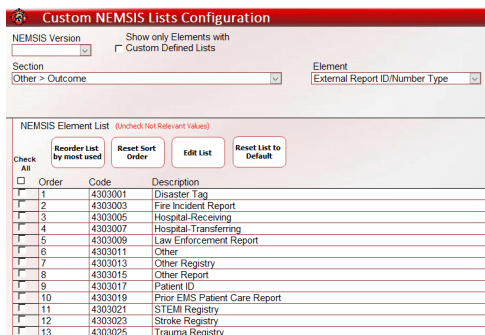 Custom NEMSIS Lists Configuration
NEMSIS Version
Show only Elements with
Custom Defined Lists
Section
Element
Other > Outcome
External Report ID/Number Type
NEMSIS Element List (Uncheck Not Relevant Values)
Check
All
Reorder List
by most used
Reset Sort
Order
Edit List
Reset List to
Default
Order Code Description
1 4303001 Disaster Tag
2 4303003 Fire Incident Report
3 4303005 Hospital-Receiving
4 4303007 Hospital-Transferring
5 4303009 Law Enforcement Report
6 4303011 Other
7 4303013 Other Registry
8 4303015 Other Report
9 4303017 Patient ID
10 4303019 Prior EMS Patient Care Report
11 4303021 STEMI Registry
12 4303023 Stroke Registry
13 4303025 Trauma Registry